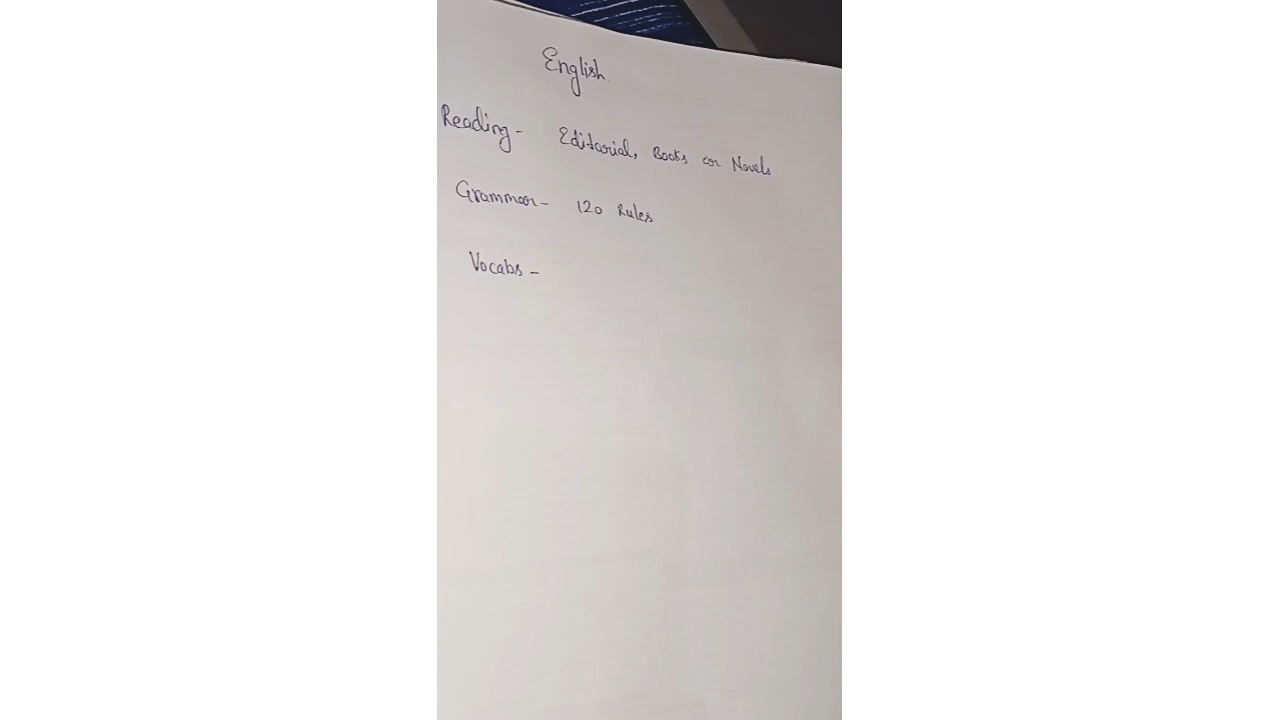 English
Reading - Editorial, Books or Novels
Grammar - 120 Rules
Vocabs -